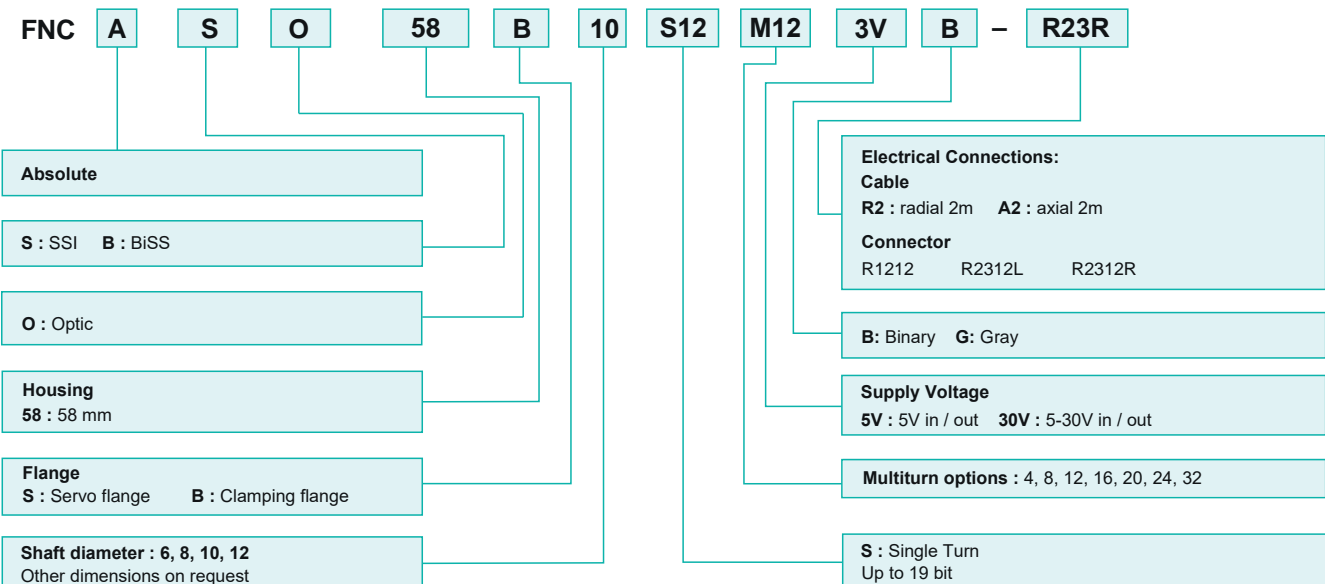 FNC A S O 58 B 10 S12 M12 3V B – R23R
Absolute
S : SSI B : BiSS
O : Optic
Housing
58 : 58 mm
Flange
S : Servo flange B : Clamping flange
Shaft diameter : 6, 8, 10, 12
Other dimensions on request
Electrical Connections:
Cable
R2 : radial 2m A2 : axial 2m
Connector
R1212 R2312L R2312R
B: Binary G: Gray
Supply Voltage
5V : 5V in / out 30V : 5-30V in / out
Multiturn options : 4, 8, 12, 16, 20, 24, 32
S : Single Turn
Up to 19 bit